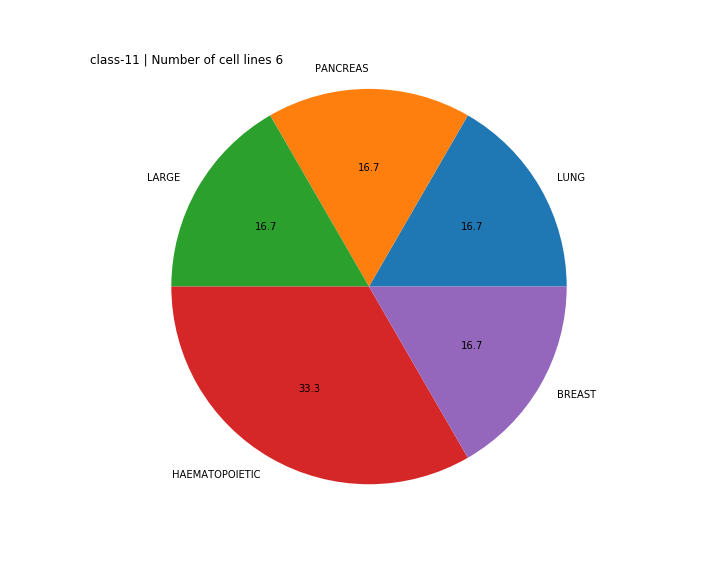 class-11 | Number of cell lines 6
PANCREAS
LARGE
LUNG
16.7
16.7
16.7
16.7
33.3
BREAST
HAEMATOPOIETIC